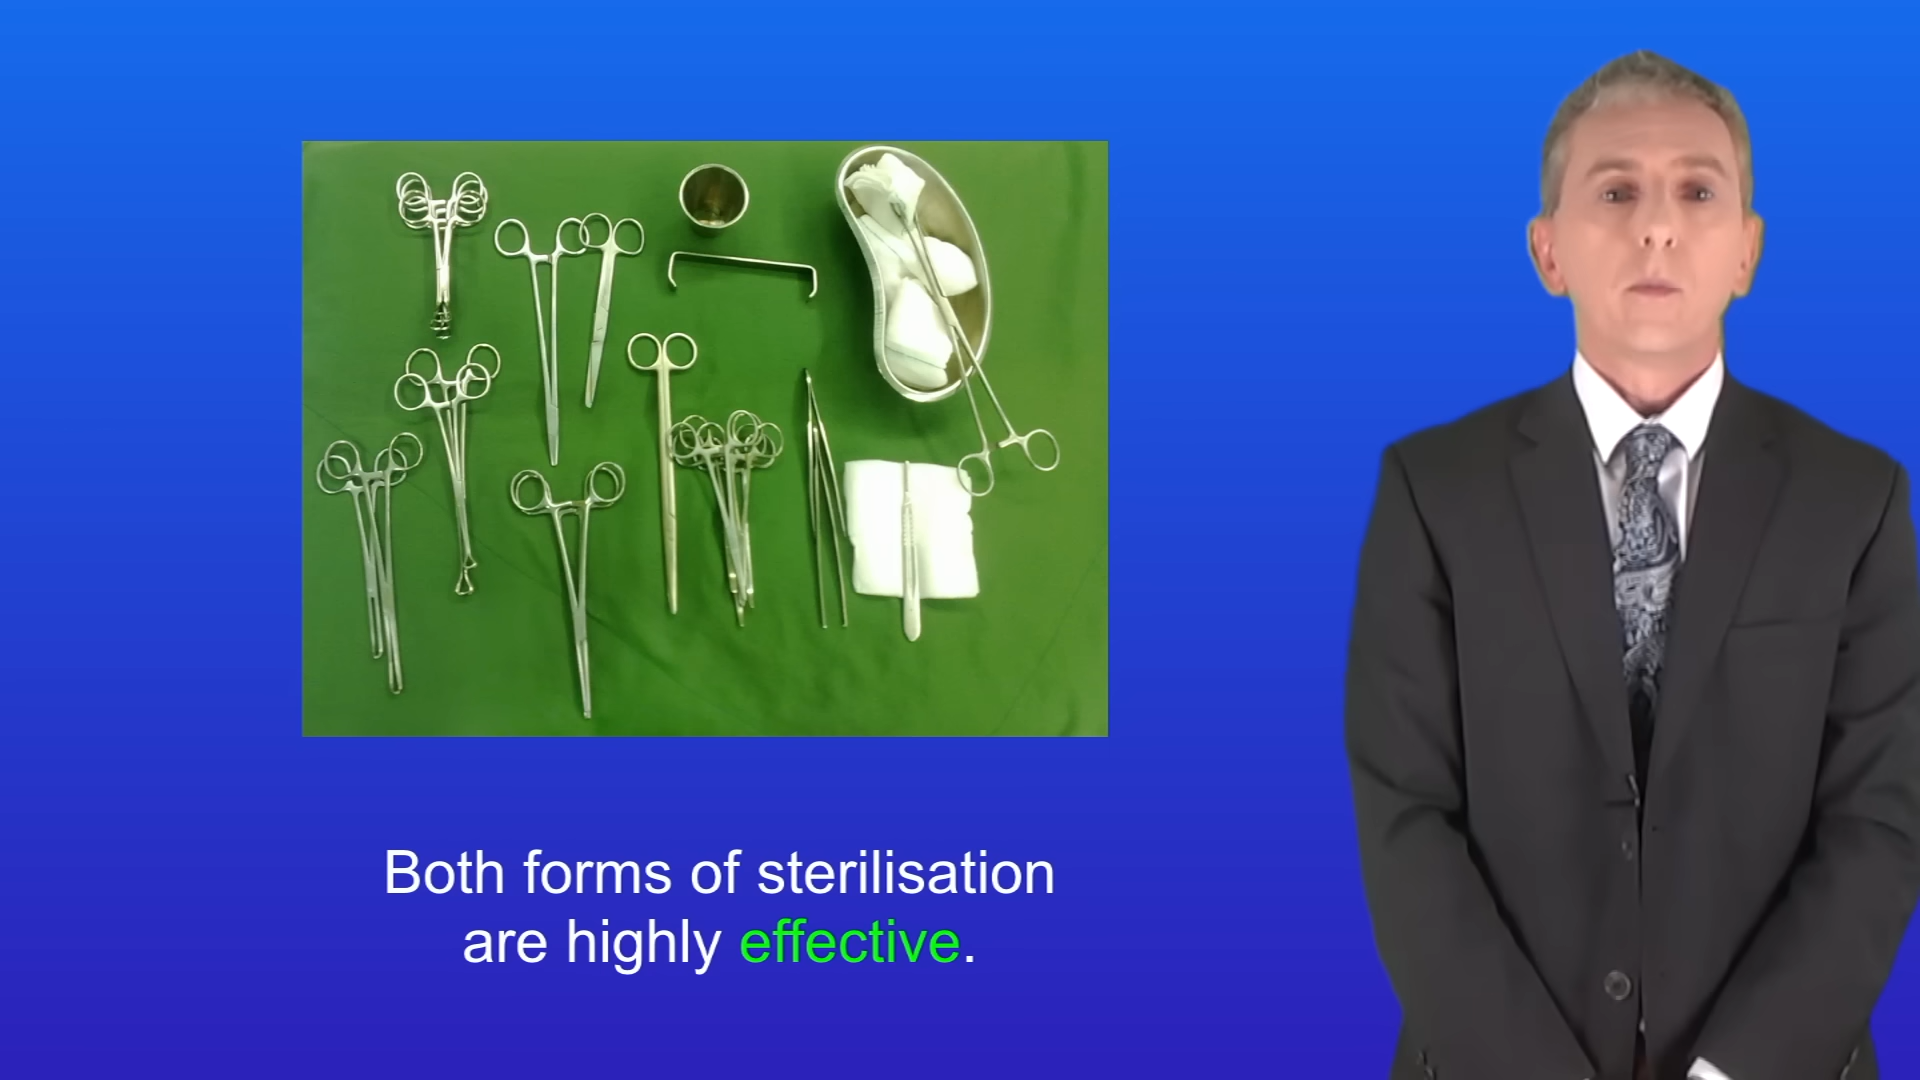 Both forms of sterilisation
are highly effective.